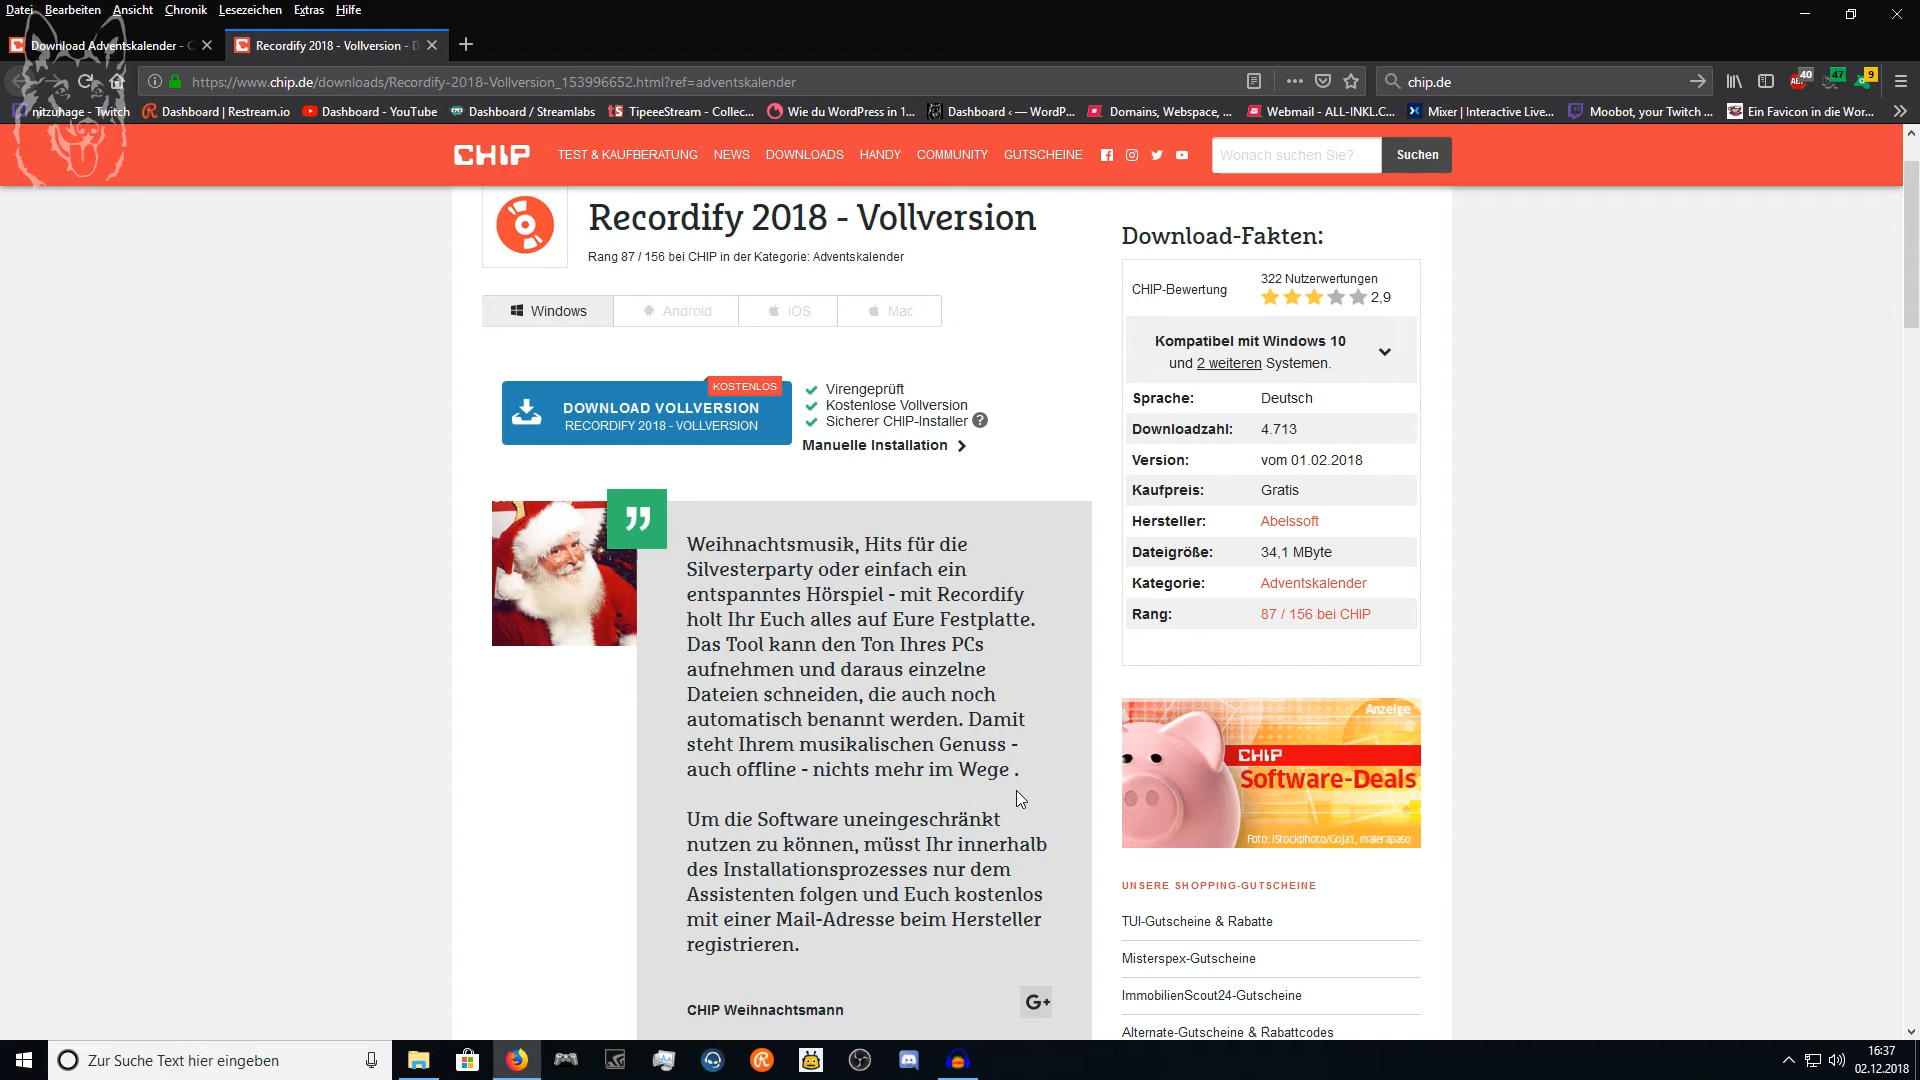 Datei Bearbeiten Ansicht Chronik Lesezeichen Extras Hilfe
Download Adventskalender - C
Recordify 2018 - Vollversion - D
https://www.chip.de/downloads/Recordify-2018-Vollversion_153996652.html?ref=adventskalender
chip.de
40
47
9
nitzuhage - Twitch
Dashboard | Restream.io
Dashboard - YouTube
Dashboard / Streamlabs
TipeeeStream - Collec...
Wie du WordPress in 1...
Dashboard ‹ — WordP...
Domains, Webspace, ...
Webmail - ALL-INKL.C...
Mixer | Interactive Live...
Moobot, your Twitch ...
Ein Favicon in die Wor...
CHIP
TEST & KAUFBERATUNG NEWS DOWNLOADS HANDY COMMUNITY GUTSCHEINE
Wonach suchen Sie?
Suchen
Recordify 2018 - Vollversion
Rang 87 / 156 bei CHIP in der Kategorie: Adventskalender
Windows
Android
iOS
Mac
KOSTENLOS
DOWNLOAD VOLLVERSION
RECORDIFY 2018 - VOLLVERSION
Virengeprüft
Kostenlose Vollversion
Sicherer CHIP-Installer ?
Manuelle Installation
Weihnachtsmusik, Hits für die
Silvesterparty oder einfach ein
entspanntes Hörspiel - mit Recordify
holt Ihr Euch alles auf Eure Festplatte.
Das Tool kann den Ton Ihres PCs
aufnehmen und daraus einzelne
Dateien schneiden, die auch noch
automatisch benannt werden. Damit
steht Ihrem musikalischen Genuss -
auch offline - nichts mehr im Wege .
Um die Software uneingeschränkt
nutzen zu können, müsst Ihr innerhalb
des Installationsprozesses nur dem
Assistenten folgen und Euch kostenlos
mit einer Mail-Adresse beim Hersteller
registrieren.
CHIP Weihnachtsmann
G+
Download-Fakten:
CHIP-Bewertung
322 Nutzerwertungen
2,9
Kompatibel mit Windows 10
und 2 weiteren Systemen.
Sprache: Deutsch
Downloadzahl: 4.713
Version: vom 01.02.2018
Kaufpreis: Gratis
Hersteller: Abelssoft
Dateigröße: 34,1 MByte
Kategorie: Adventskalender
Rang: 87 / 156 bei CHIP
Anzeige
CHIP
Software-Deals
Foto: iStockphoto/Goja1, malerapaso
UNSERE SHOPPING-GUTSCHEINE
TUI-Gutscheine & Rabatte
Misterspex-Gutscheine
ImmobilienScout24-Gutscheine
Alternate-Gutscheine & Rabattcodes
Zur Suche Text hier eingeben
16:37
02.12.2018